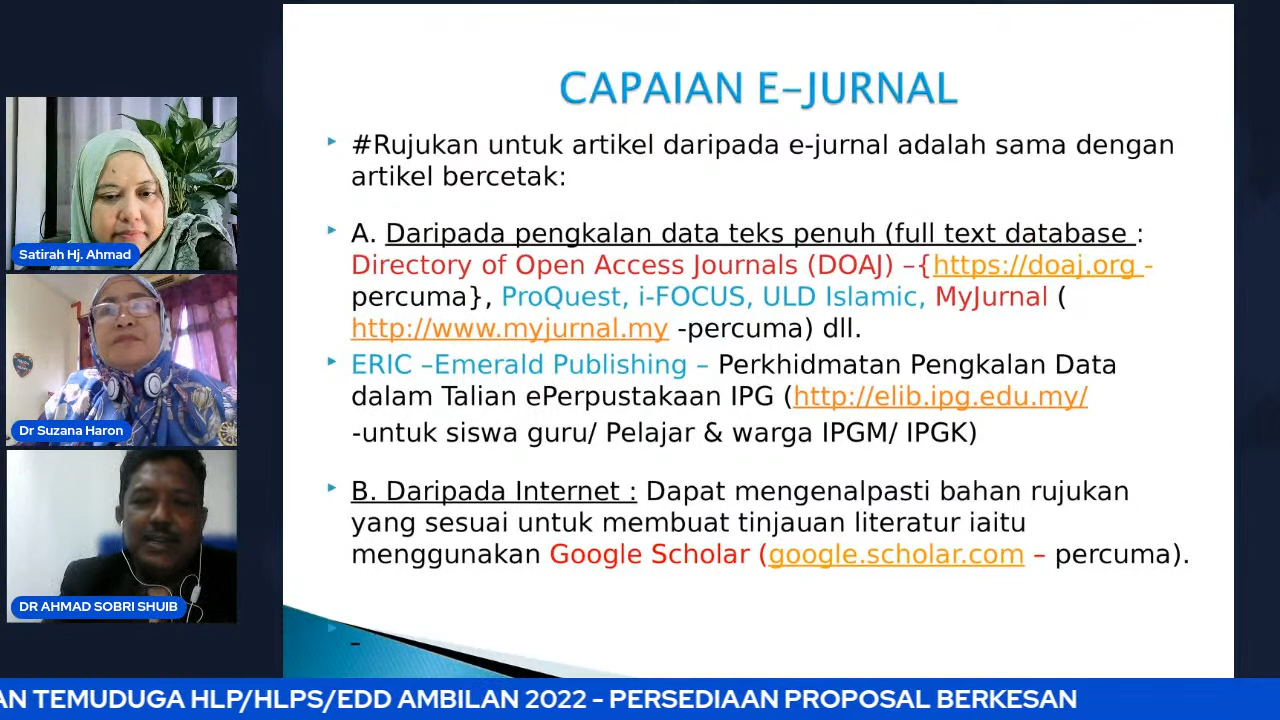 CAPAIAN E-JURNAL
#Rujukan untuk artikel daripada e-jurnal adalah sama dengan
artikel bercetak:
A. Daripada pengkalan data teks penuh (full text database :
Directory of Open Access Journals (DOAJ) –{https://doaj.org -
percuma}, ProQuest, i-FOCUS, ULD Islamic, MyJurnal (
http://www.myjurnal.my -percuma) dll.
ERIC –Emerald Publishing – Perkhidmatan Pengkalan Data
dalam Talian ePerpustakaan IPG (http://elib.ipg.edu.my/
-untuk siswa guru/ Pelajar & warga IPGM/ IPGK)
B. Daripada Internet : Dapat mengenalpasti bahan rujukan
yang sesuai untuk membuat tinjauan literatur iaitu
menggunakan Google Scholar (google.scholar.com – percuma).
–
Satirah Hj. Ahmad
Dr Suzana Haron
DR AHMAD SOBRI SHUIB
AN TEMUDUGA HLP/HLPS/EDD AMBILAN 2022 - PERSEDIAAN PROPOSAL BERKESAN